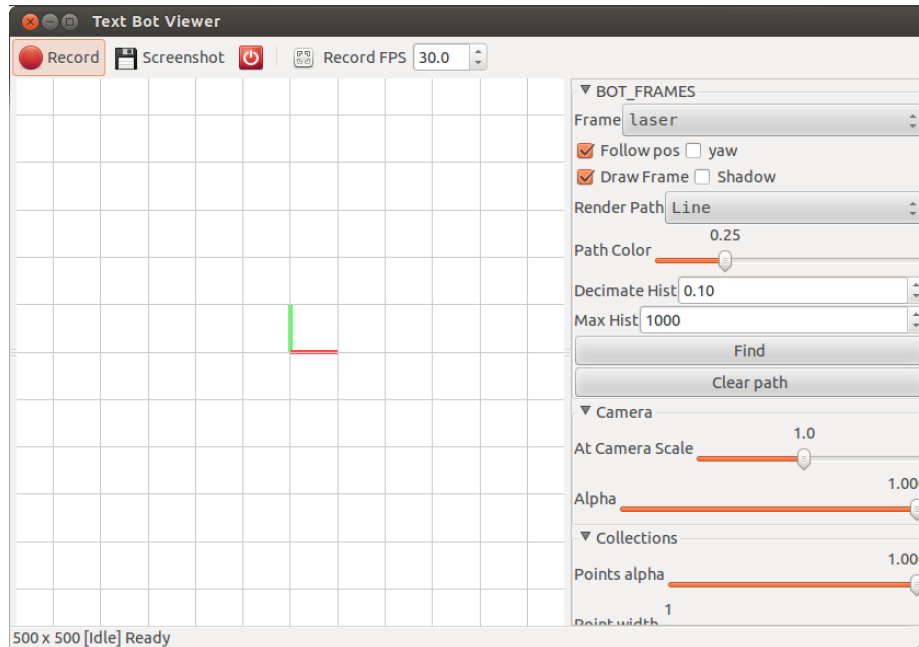 Text Bot Viewer
Record Screenshot Record FPS 30.0
BOT_FRAMES
Frame laser
Follow pos yaw
Draw Frame Shadow
Render Path Line
0.25
Path Color
Decimate Hist 0.10
Max Hist 1000
Find
Clear path
Camera
1.0
At Camera Scale
1.00
Alpha
Collections
1.00
Points alpha
1
Point width
500 x 500 [Idle] Ready